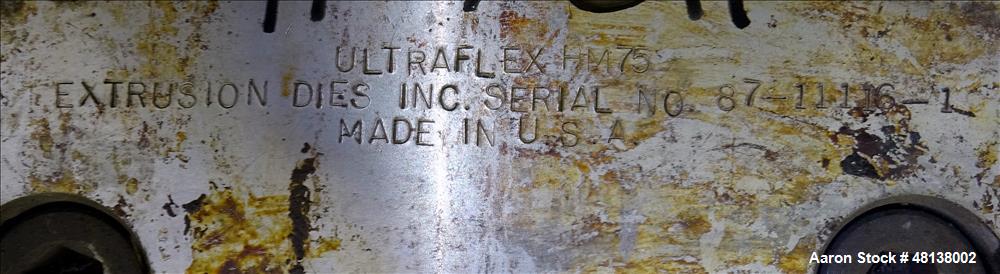 ULTRAFLEX HM75
EXTRUSION DIES INC. SERIAL NO. 87-11116-1
MADE IN U.S.A.
Aaron Stock # 48138002